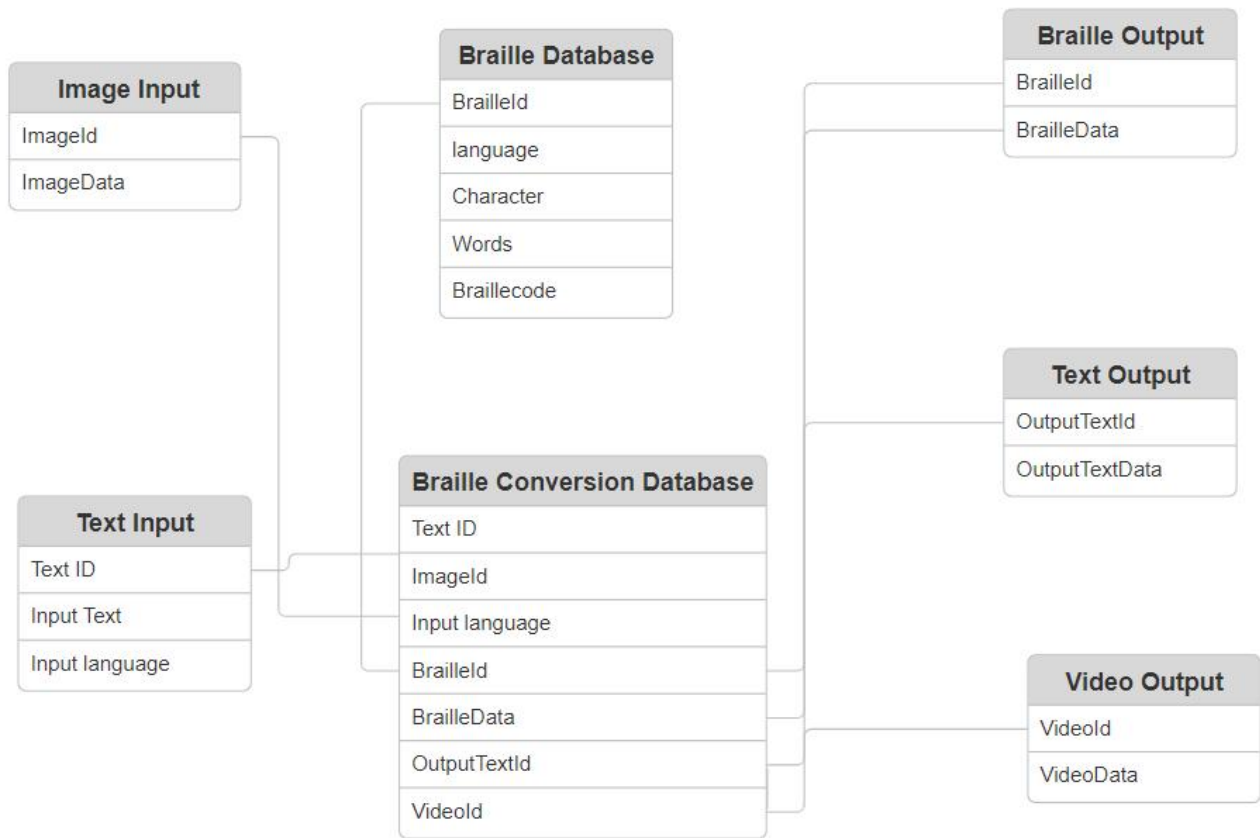 Image Input
ImageId
ImageData
Braille Database
BrailleId
language
Character
Words
Braillecode
Braille Output
BrailleId
BrailleData
Text Input
Text ID
Input Text
Input language
Braille Conversion Database
Text ID
ImageId
Input language
BrailleId
BrailleData
OutputTextId
VideoId
Text Output
OutputTextId
OutputTextData
Video Output
VideoId
VideoData